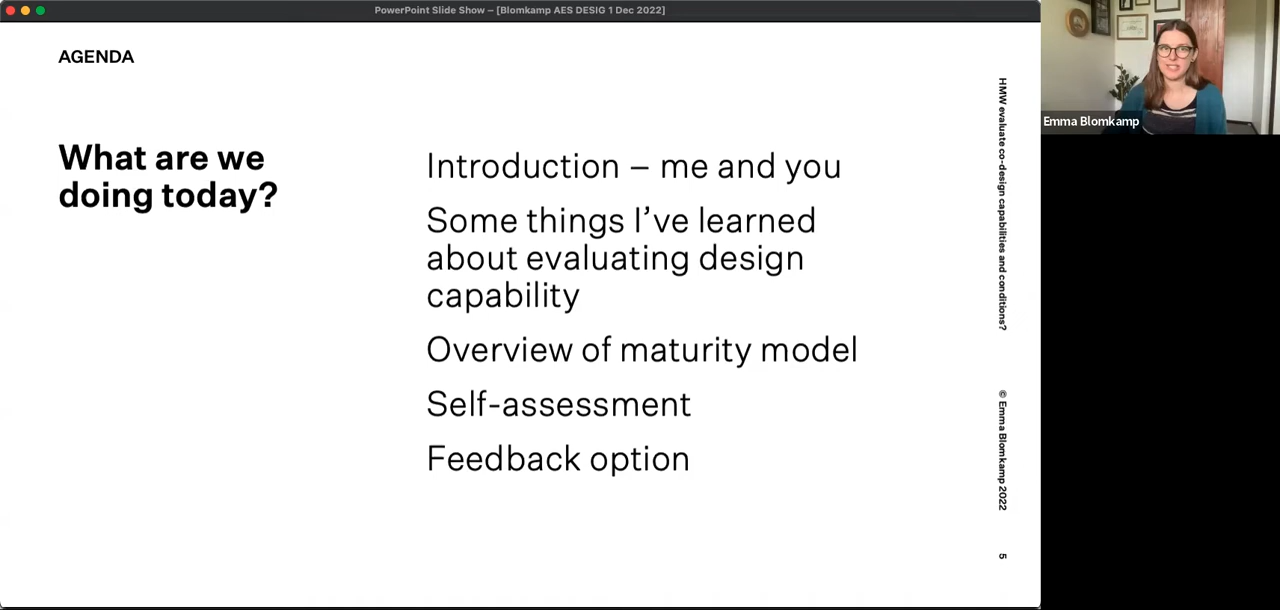 PowerPoint Slide Show – [Blomkamp AES DESIG 1 Dec 2022]
AGENDA
What are we
doing today?
Introduction – me and you
Some things I’ve learned
about evaluating design
capability
Overview of maturity model
Self-assessment
Feedback option
HMW evaluate co-design capabilities and conditions?
© Emma Blomkamp 2022
5
Emma Blomkamp